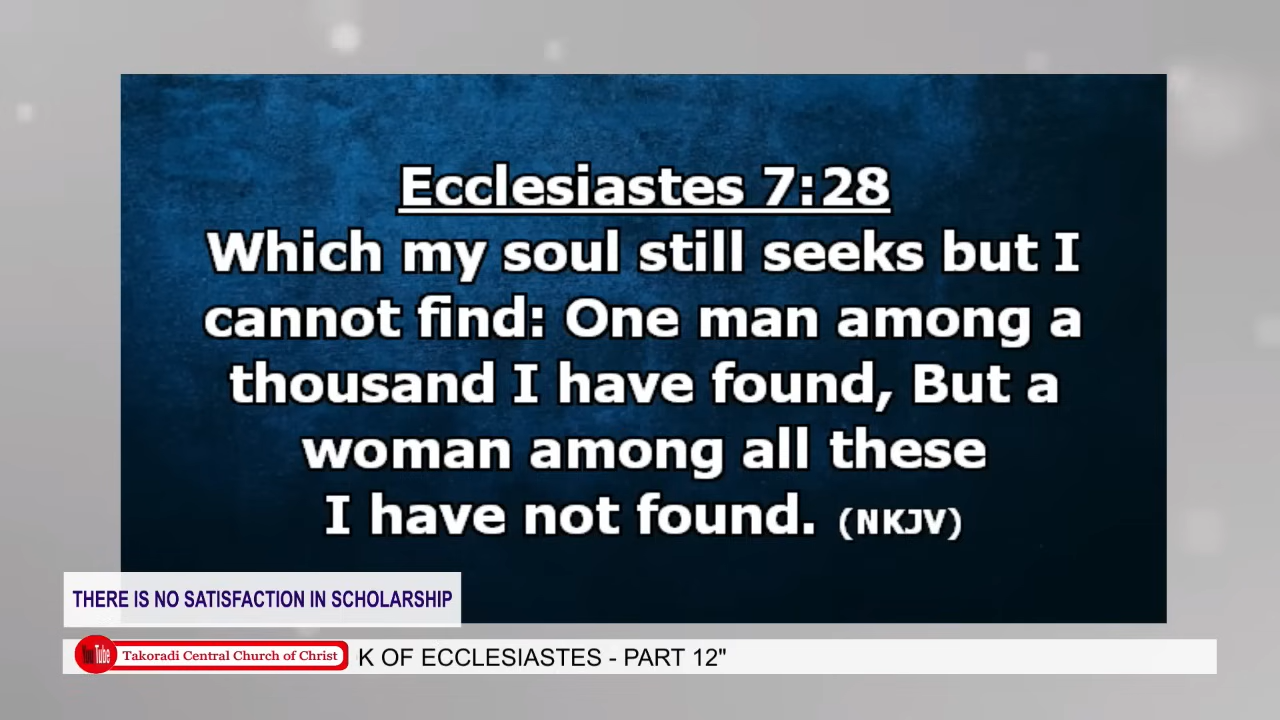 Ecclesiastes 7:28
Which my soul still seeks but I
cannot find: One man among a
thousand I have found, But a
woman among all these
I have not found. (NKJV)
THERE IS NO SATISFACTION IN SCHOLARSHIP
YouTube Takoradi Central Church of Christ K OF ECCLESIASTES - PART 12"